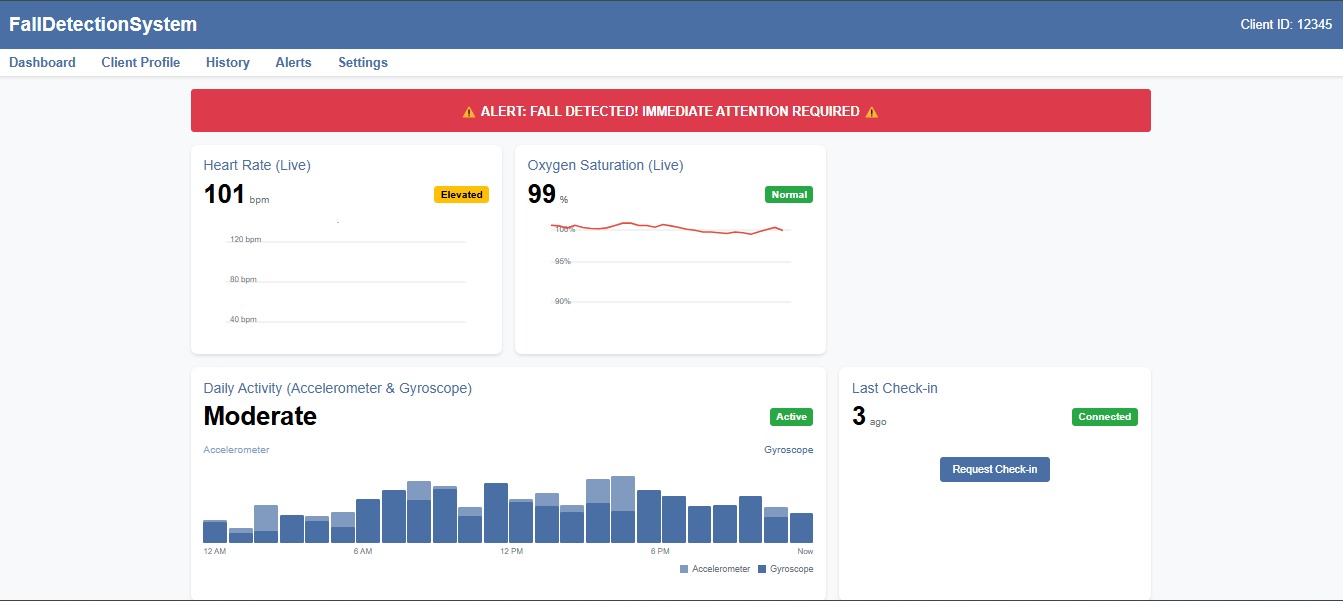 FallDetectionSystem
Client ID: 12345
Dashboard Client Profile History Alerts Settings
⚠ ALERT: FALL DETECTED! IMMEDIATE ATTENTION REQUIRED ⚠
Heart Rate (Live)
101 bpm
Elevated
120 bpm
80 bpm
40 bpm
Oxygen Saturation (Live)
99 %
Normal
100%
95%
90%
Daily Activity (Accelerometer & Gyroscope)
Moderate
Active
Accelerometer
Gyroscope
12 AM 6 AM 12 PM 6 PM Now
Accelerometer Gyroscope
Last Check-in
3 ago
Connected
Request Check-in